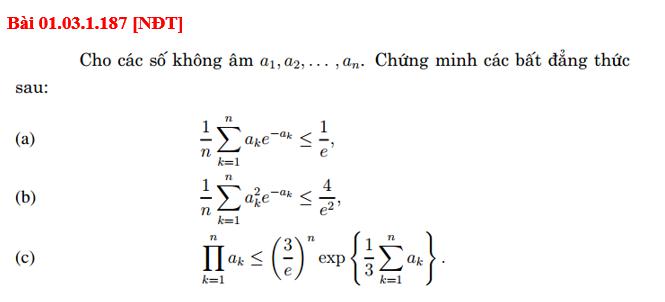 Bài 01.03.1.187 [NĐT]
Cho các số không âm $a_1, a_2, \ldots, a_n$. Chứng minh các bất đẳng thức
sau:
(a) $\frac{1}{n} \sum_{k=1}^{n} a_k e^{-a_k} \leq \frac{1}{e},$
(b) $\frac{1}{n} \sum_{k=1}^{n} a_k^2 e^{-a_k} \leq \frac{4}{e^2},$
(c) $\prod_{k=1}^{n} a_k \leq \left(\frac{3}{e}\right)^n \exp\left\{\frac{1}{3} \sum_{k=1}^{n} a_k\right\}.$